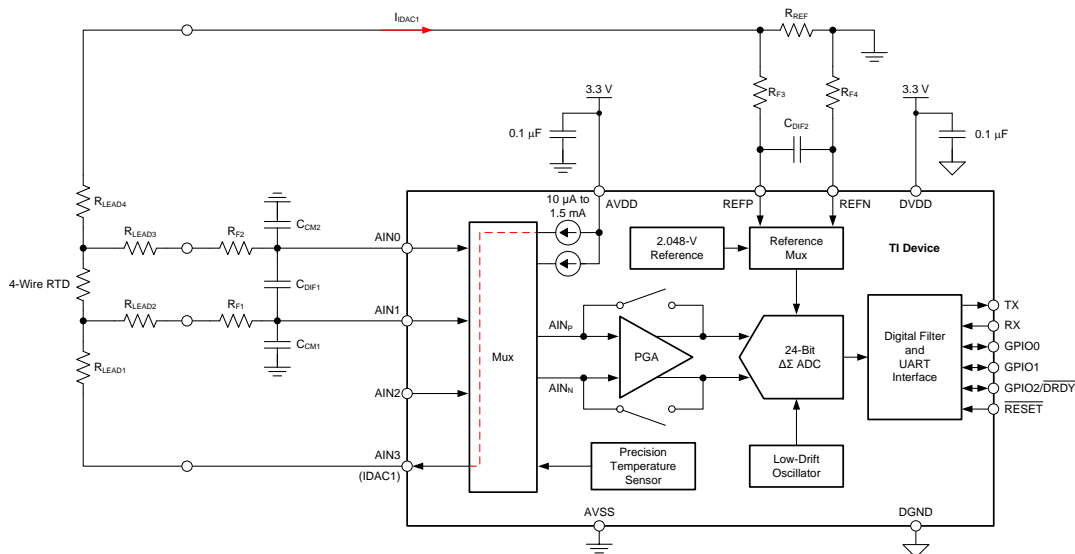 IIDAC1
RREF
3.3 V
RF3
RF4
3.3 V
0.1 µF
CDIF2
0.1 µF
RLEAD4
CCM2
10 µA to
1.5 mA
AVDD
REFP
REFN
DVDD
RLEAD3
RF2
AIN0
2.048-V
Reference
Reference
Mux
TI Device
4-Wire RTD
CDIF1
RLEAD2
RF1
AIN1
TX
RX
AINP
Mux
PGA
24-Bit
ΔΣ ADC
Digital Filter
and
UART
Interface
GPIO0
GPIO1
CCM1
RLEAD1
AIN2
AINN
GPIO2/DRDY
RESET
AIN3
(IDAC1)
Precision
Temperature
Sensor
Low-Drift
Oscillator
AVSS
DGND